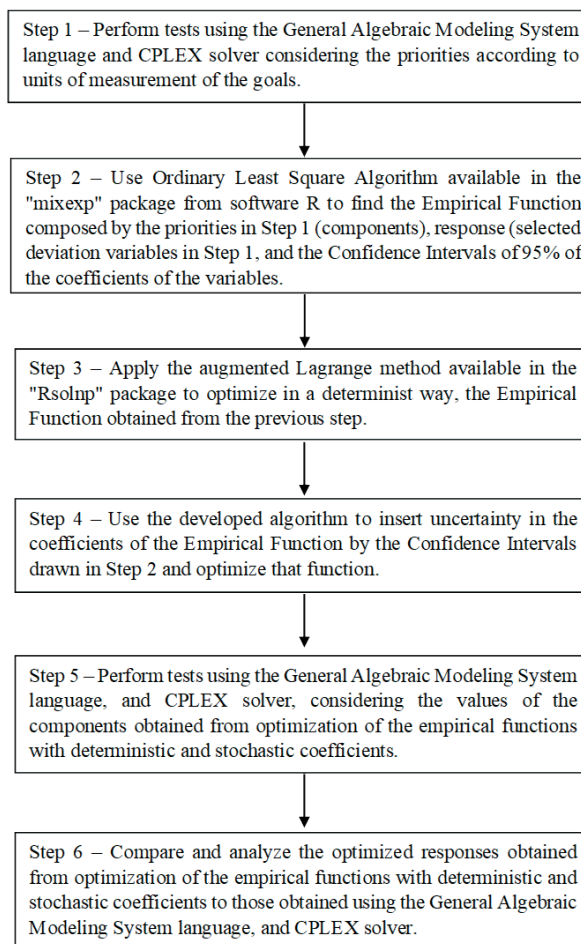 Step 1 – Perform tests using the General Algebraic Modeling System
language and CPLEX solver considering the priorities according to
units of measurement of the goals.
Step 2 – Use Ordinary Least Square Algorithm available in the
"mixexp" package from software R to find the Empirical Function
composed by the priorities in Step 1 (components), response (selected
deviation variables in Step 1, and the Confidence Intervals of 95% of
the coefficients of the variables.
Step 3 – Apply the augmented Lagrange method available in the
"Rsolnp" package to optimize in a determinist way, the Empirical
Function obtained from the previous step.
Step 4 – Use the developed algorithm to insert uncertainty in the
coefficients of the Empirical Function by the Confidence Intervals
drawn in Step 2 and optimize that function.
Step 5 – Perform tests using the General Algebraic Modeling System
language, and CPLEX solver, considering the values of the
components obtained from optimization of the empirical functions
with deterministic and stochastic coefficients.
Step 6 – Compare and analyze the optimized responses obtained
from optimization of the empirical functions with deterministic and
stochastic coefficients to those obtained using the General Algebraic
Modeling System language, and CPLEX solver.